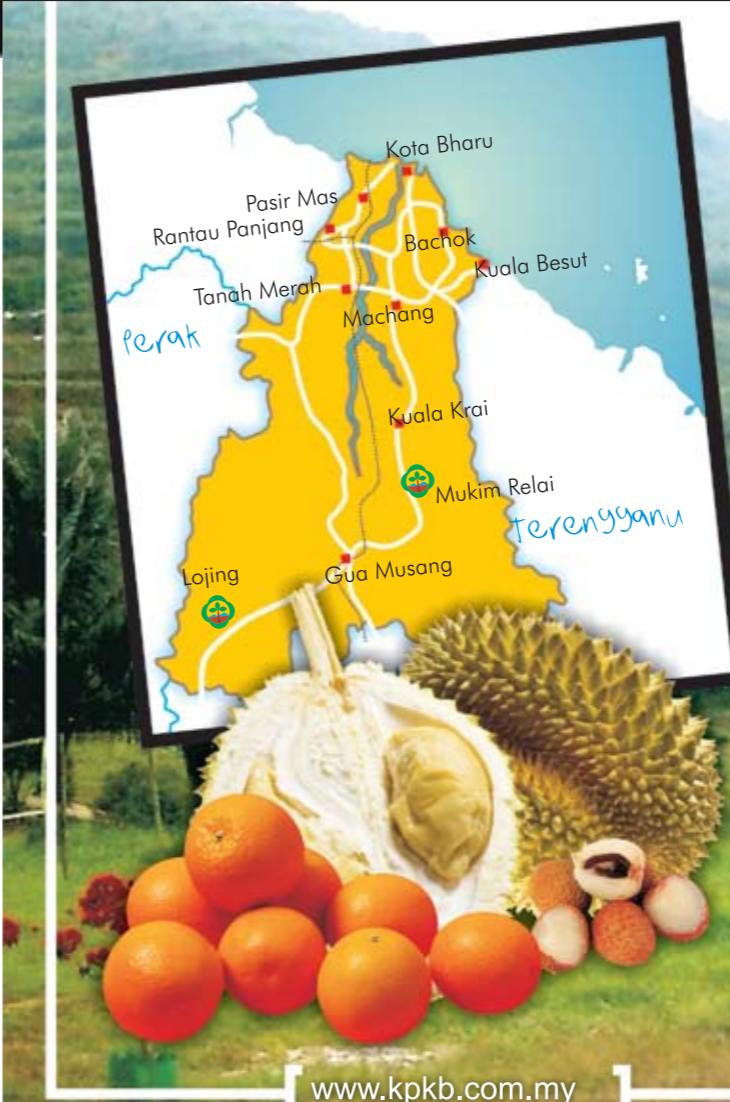 Kota Bharu
Pasir Mas
Rantau Panjang
Bachok
Kuala Besut
Tanah Merah
Machang
Perak
Kuala Krai
Mukim Relai
Terengganu
Lojing
Gua Musang
www.kpkb.com.my